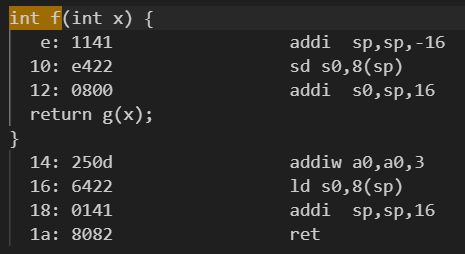 int f(int x) {
e: 1141 addi sp,sp,-16
10: e422 sd s0,8(sp)
12: 0800 addi s0,sp,16
return g(x);
}
14: 250d addiw a0,a0,3
16: 6422 ld s0,8(sp)
18: 0141 addi sp,sp,16
1a: 8082 ret